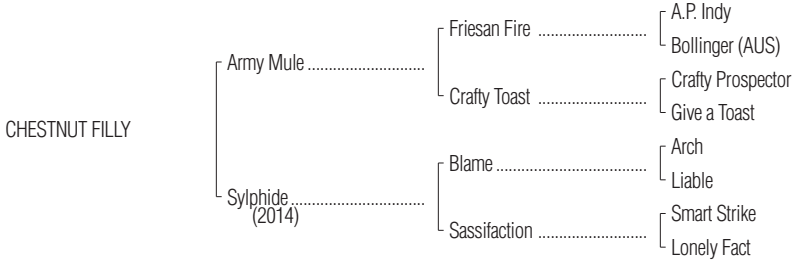 A.P. Indy
Friesan Fire ..........................
Bollinger (AUS)
Army Mule ............................
Crafty Prospector
Crafty Toast ..........................
Give a Toast
CHESTNUT FILLY
Arch
Blame ...................................
Liable
Sylphide ................................
(2014)
Smart Strike
Sassifaction ..........................
Lonely Fact